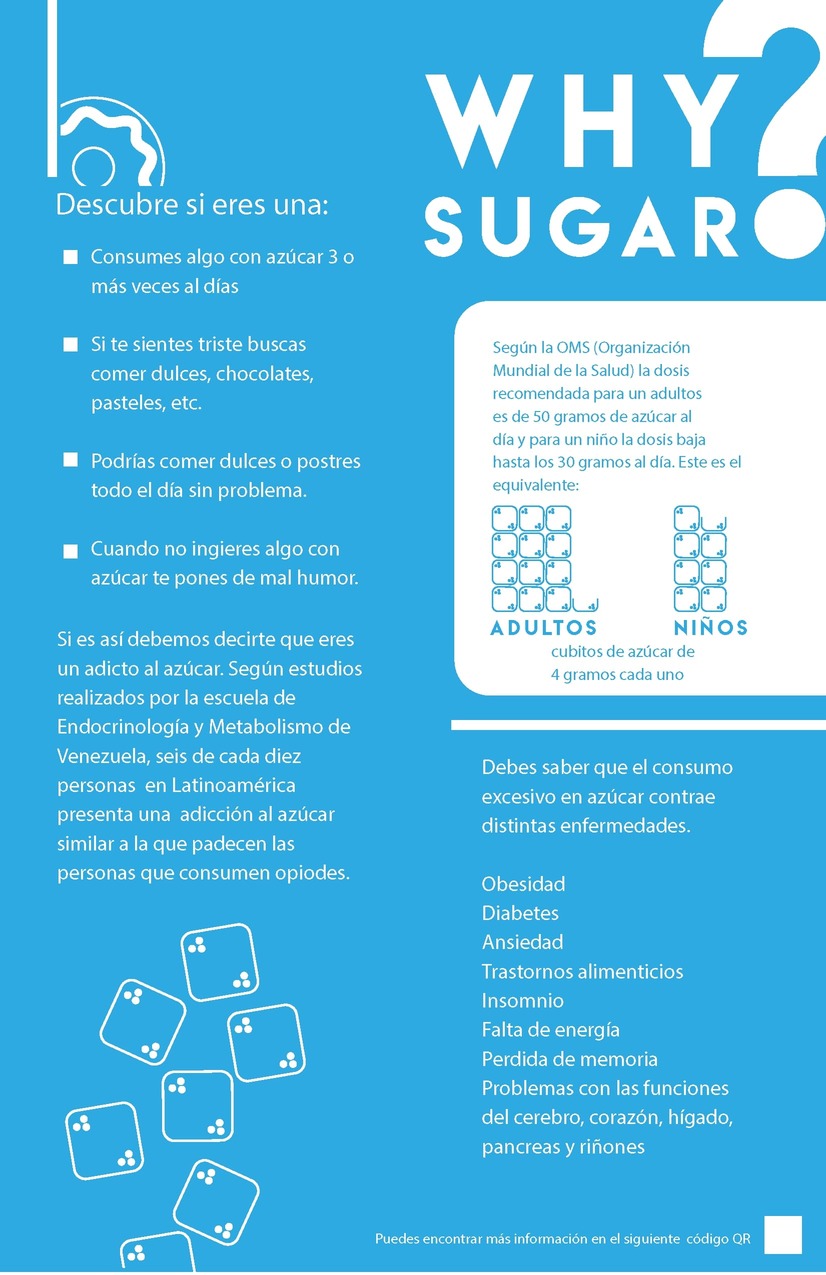 Descubre si eres una:
Consumes algo con azúcar 3 o
más veces al días
Si te sientes triste buscas
comer dulces, chocolates,
pasteles, etc.
Podrías comer dulces o postres
todo el día sin problema.
Cuando no ingieres algo con
azúcar te pones de mal humor.
Si es así debemos decirte que eres
un adicto al azúcar. Según estudios
realizados por la escuela de
Endocrinología y Metabolismo de
Venezuela, seis de cada diez
personas en Latinoamérica
presenta una adicción al azúcar
similar a la que padecen las
personas que consumen opiodes.
WHY?
SUGAR
Según la OMS (Organización
Mundial de la Salud) la dosis
recomendada para un adultos
es de 50 gramos de azúcar al
día y para un niño la dosis baja
hasta los 30 gramos al día. Este es el
equivalente:
ADULTOS NIÑOS
cubitos de azúcar de
4 gramos cada uno
Debes saber que el consumo
excesivo en azúcar contrae
distintas enfermedades.
Obesidad
Diabetes
Ansiedad
Trastornos alimenticios
Insomnio
Falta de energía
Perdida de memoria
Problemas con las funciones
del cerebro, corazón, hígado,
pancreas y riñones
Puedes encontrar más información en el siguiente código QR